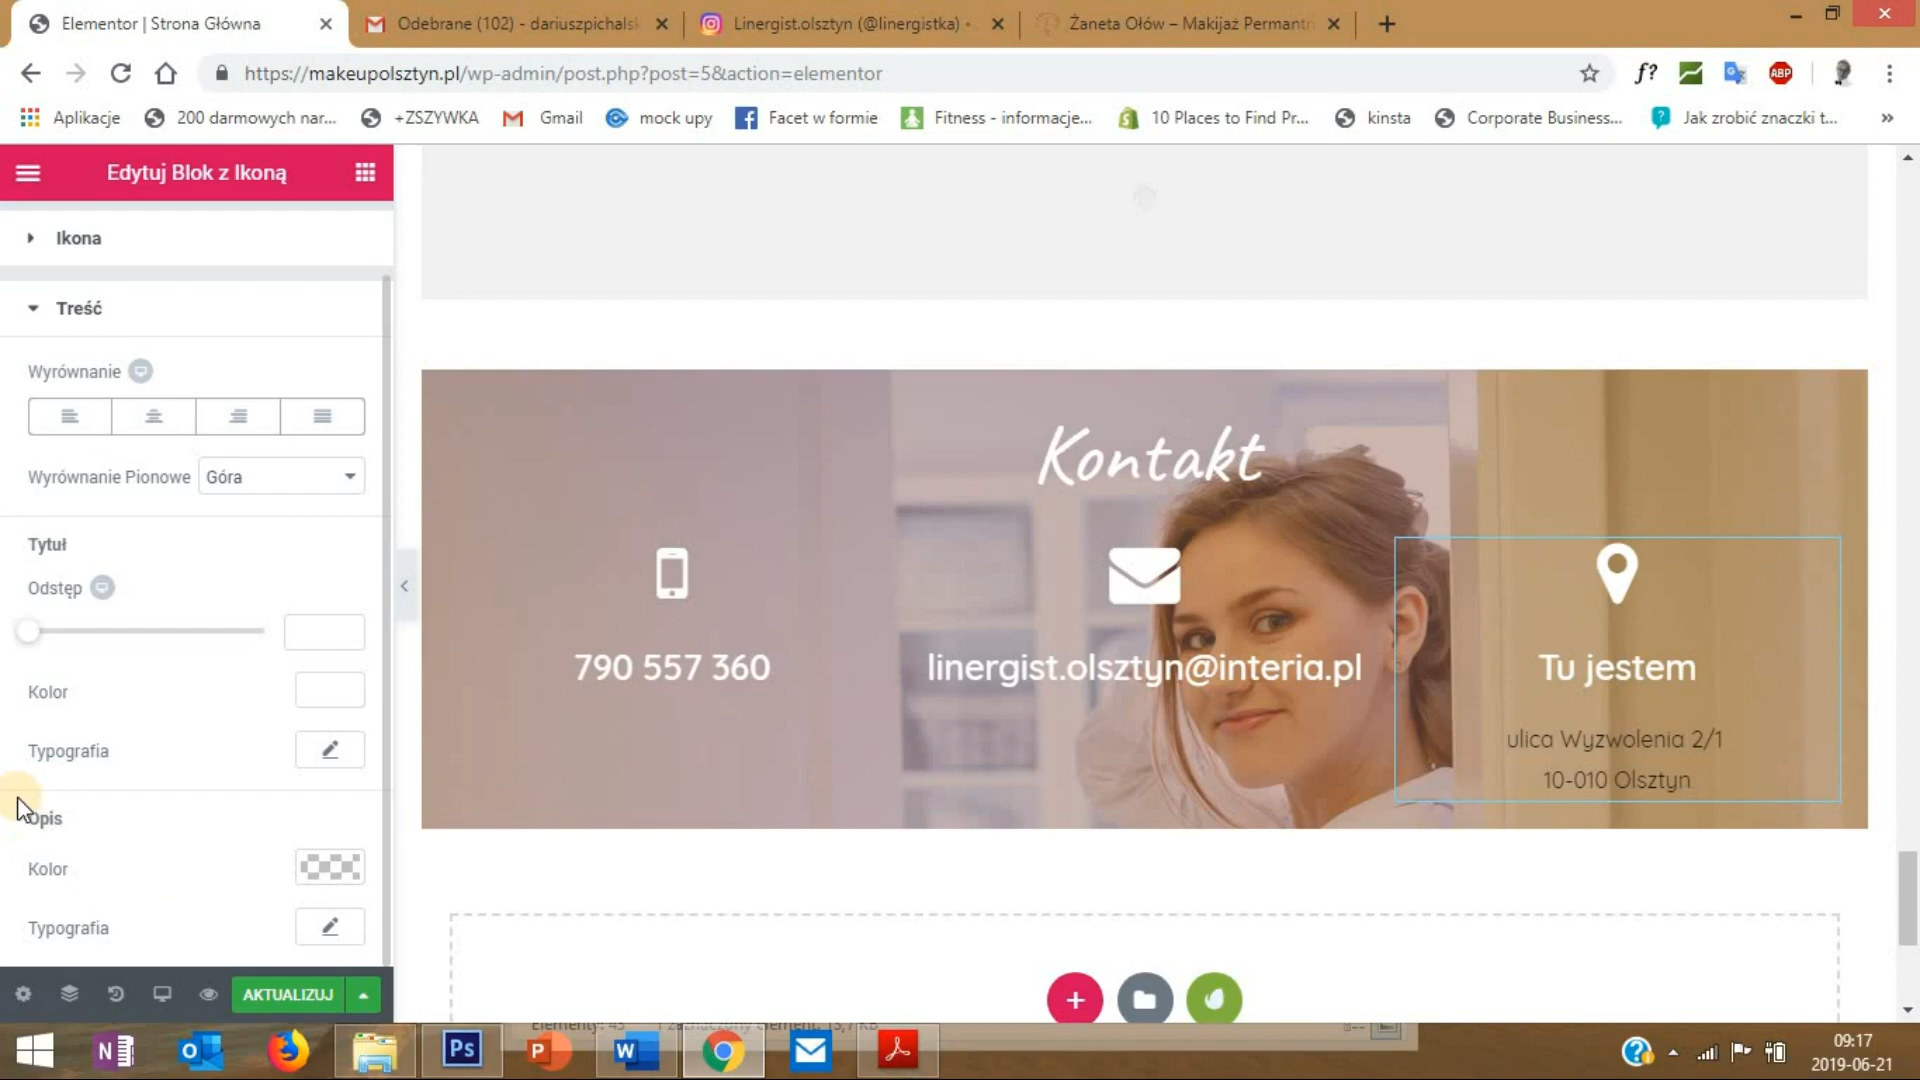 Elementor | Strona Główna
Odebrane (102) - dariuszpichalsk
Linergist.olsztyn (@linergistka) •
Żaneta Ołów – Makijaż Permantn
https://makeupolsztyn.pl/wp-admin/post.php?post=5&action=elementor
f?
ABP
Aplikacje
200 darmowych nar...
+ZSZYWKA
Gmail
mock upy
Facet w formie
Fitness - informacje...
10 Places to Find Pr...
kinsta
Corporate Business...
Jak zrobić znaczki t...
»
Edytuj Blok z Ikoną
Ikona
Treść
Wyrównanie
Wyrównanie Pionowe
Góra
Tytuł
Odstęp
Kolor
Typografia
Opis
Kolor
Typografia
AKTUALIZUJ
Kontakt
790 557 360
linergist.olsztyn@interia.pl
Tu jestem
ulica Wyzwolenia 2/1
10-010 Olsztyn
Ps
09:17
2019-06-21